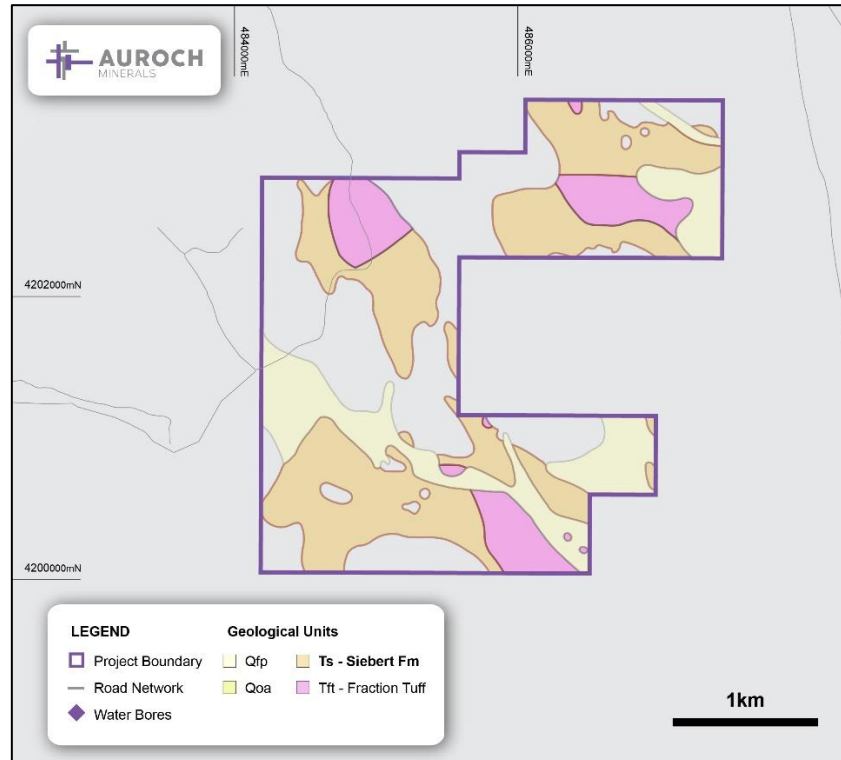 AUROCH
MINERALS
484000mE
486000mE
4202000mN
4200000mN
LEGEND
Project Boundary
Road Network
Water Bores
Geological Units
Qfp
Qoa
Ts - Siebert Fm
Tft - Fraction Tuff
1km